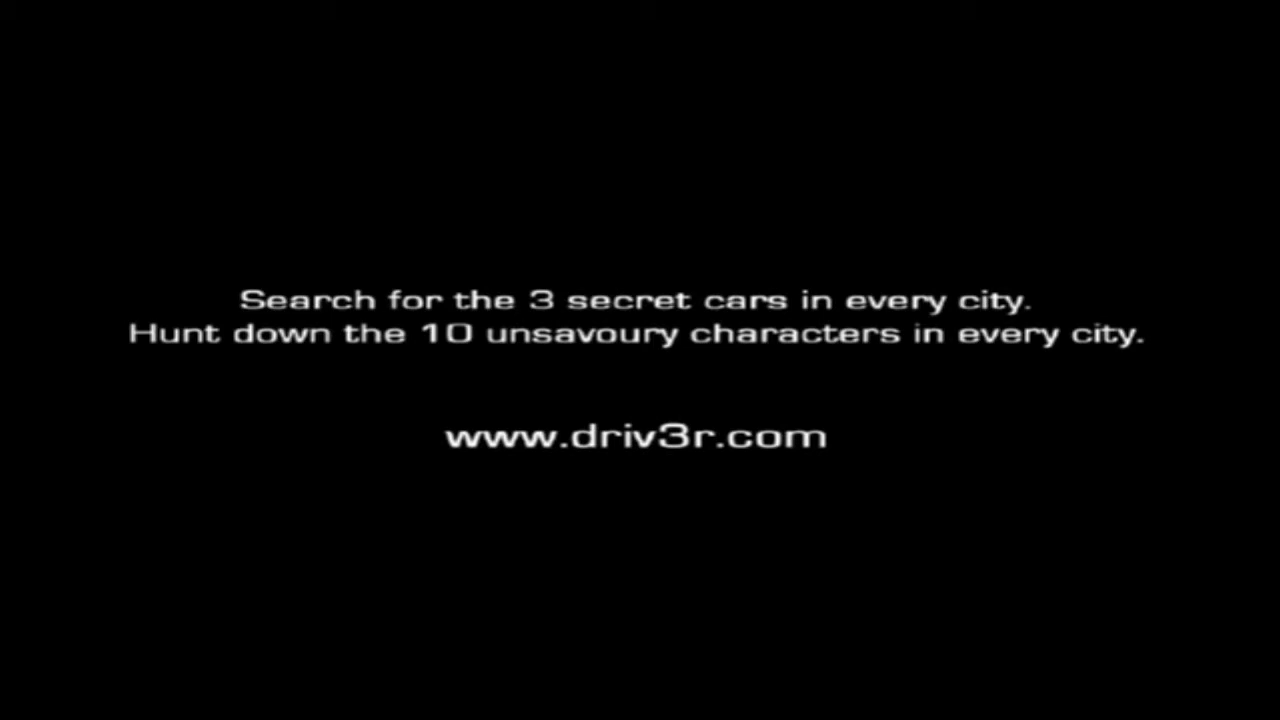 Search for the 3 secret cars in every city.
Hunt down the 10 unsavoury characters in every city.
www.driv3r.com